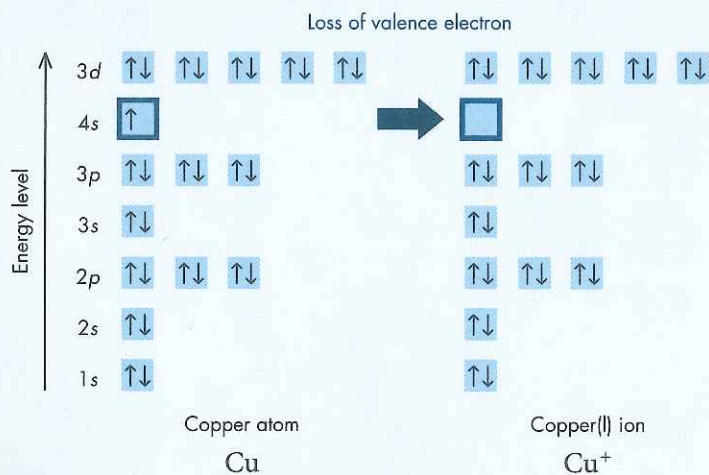 Loss of valence electron
3d ↑↓ ↑↓ ↑↓ ↑↓ ↑↓ ↑↓ ↑↓ ↑↓ ↑↓ ↑↓
4s ↑
3p ↑↓ ↑↓ ↑↓ ↑↓ ↑↓ ↑↓
3s ↑↓ ↑↓
2p ↑↓ ↑↓ ↑↓ ↑↓ ↑↓ ↑↓
2s ↑↓ ↑↓
1s ↑↓ ↑↓
Energy level
Copper atom Copper(I) ion
Cu Cu⁺